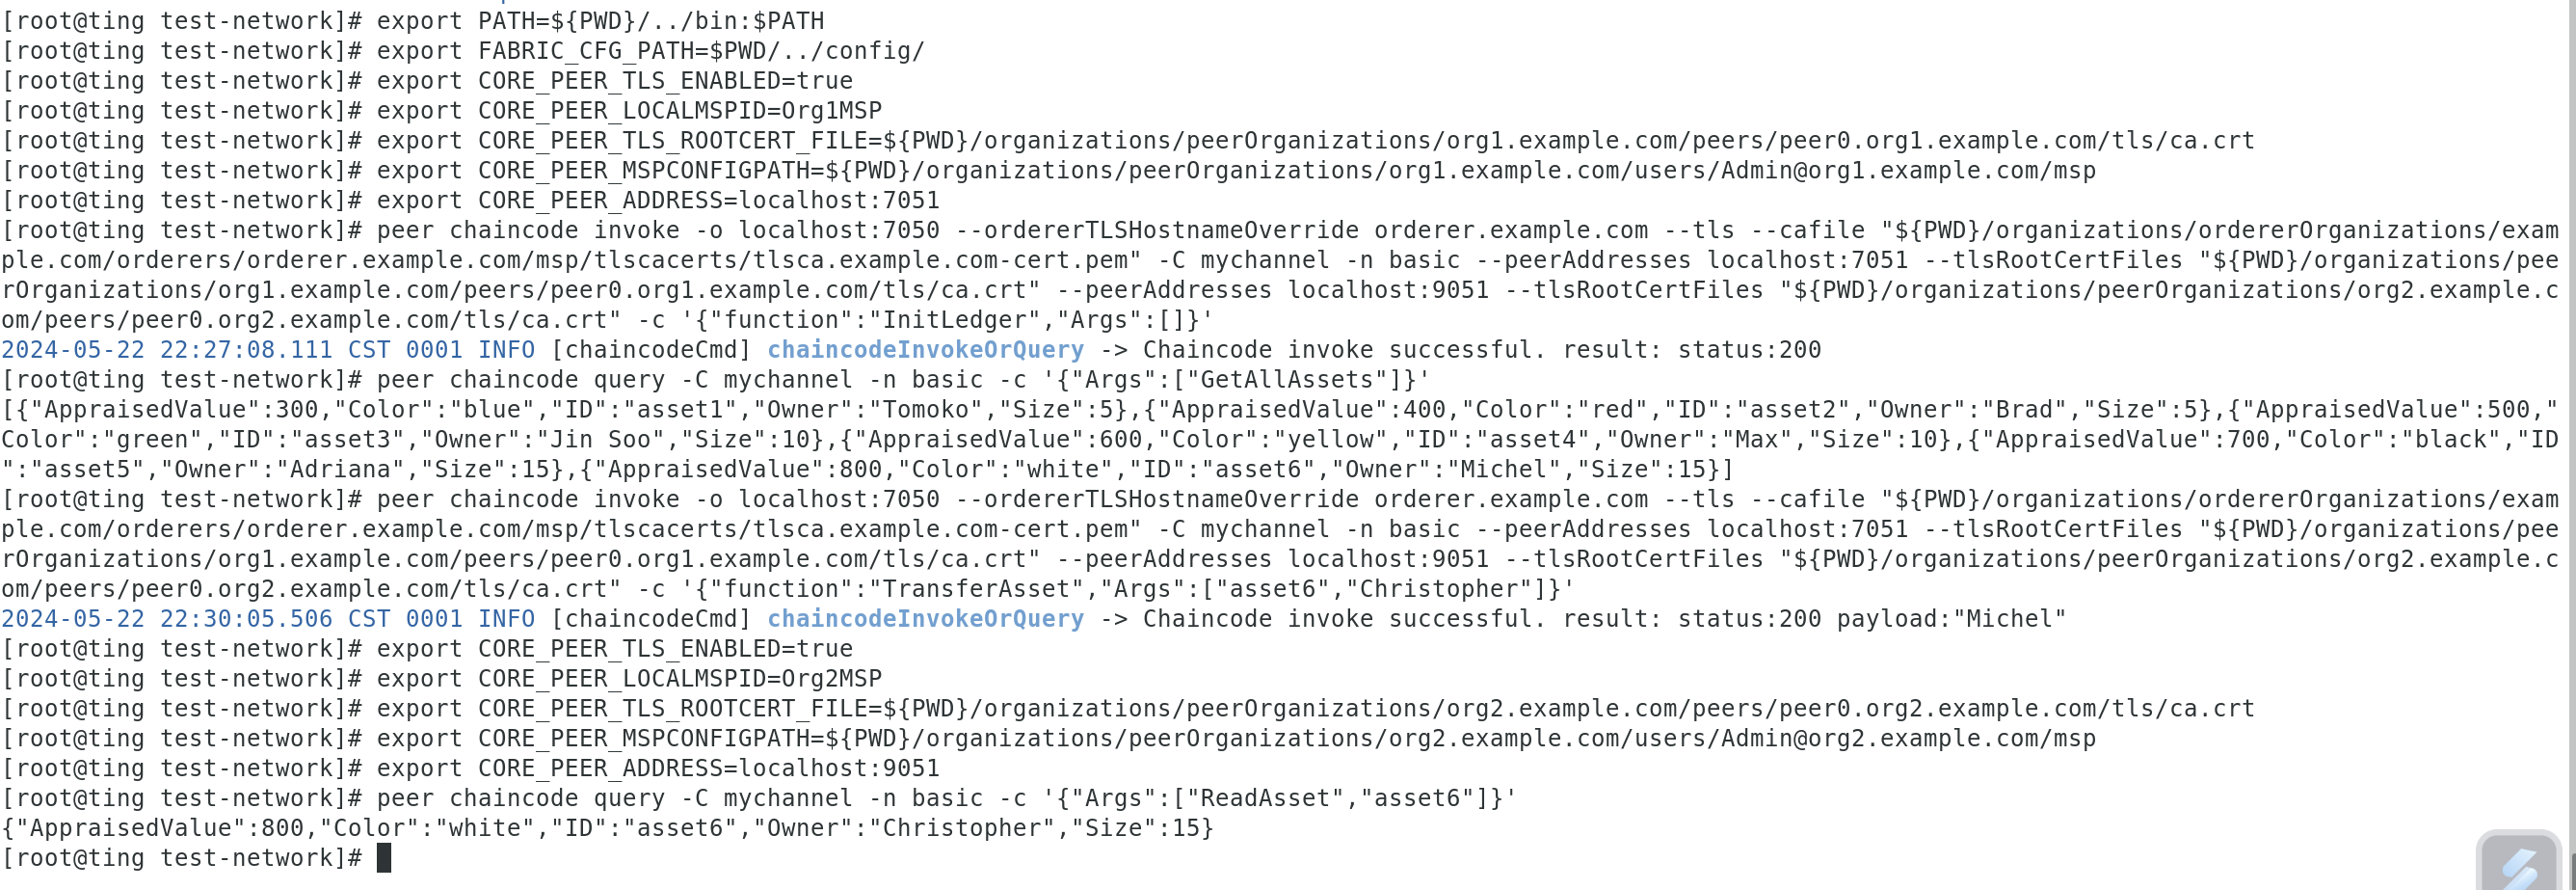 [root@ting test-network]# export PATH=${PWD}/../bin:$PATH
[root@ting test-network]# export FABRIC_CFG_PATH=$PWD/../config/
[root@ting test-network]# export CORE_PEER_TLS_ENABLED=true
[root@ting test-network]# export CORE_PEER_LOCALMSPID=Org1MSP
[root@ting test-network]# export CORE_PEER_TLS_ROOTCERT_FILE=${PWD}/organizations/peerOrganizations/org1.example.com/peers/peer0.org1.example.com/tls/ca.crt
[root@ting test-network]# export CORE_PEER_MSPCONFIGPATH=${PWD}/organizations/peerOrganizations/org1.example.com/users/Admin@org1.example.com/msp
[root@ting test-network]# export CORE_PEER_ADDRESS=localhost:7051
[root@ting test-network]# peer chaincode invoke -o localhost:7050 --ordererTLSHostnameOverride orderer.example.com --tls --cafile "${PWD}/organizations/ordererOrganizations/exam
ple.com/orderers/orderer.example.com/msp/tlscacerts/tlsca.example.com-cert.pem" -C mychannel -n basic --peerAddresses localhost:7051 --tlsRootCertFiles "${PWD}/organizations/pee
rOrganizations/org1.example.com/peers/peer0.org1.example.com/tls/ca.crt" --peerAddresses localhost:9051 --tlsRootCertFiles "${PWD}/organizations/peerOrganizations/org2.example.c
om/peers/peer0.org2.example.com/tls/ca.crt" -c '{"function":"InitLedger","Args":[]}'
2024-05-22 22:27:08.111 CST 0001 INFO [chaincodeCmd] chaincodeInvokeOrQuery -> Chaincode invoke successful. result: status:200
[root@ting test-network]# peer chaincode query -C mychannel -n basic -c '{"Args":["GetAllAssets"]}'
[{"AppraisedValue":300,"Color":"blue","ID":"asset1","Owner":"Tomoko","Size":5},{"AppraisedValue":400,"Color":"red","ID":"asset2","Owner":"Brad","Size":5},{"AppraisedValue":500,"
Color":"green","ID":"asset3","Owner":"Jin Soo","Size":10},{"AppraisedValue":600,"Color":"yellow","ID":"asset4","Owner":"Max","Size":10},{"AppraisedValue":700,"Color":"black","ID
":"asset5","Owner":"Adriana","Size":15},{"AppraisedValue":800,"Color":"white","ID":"asset6","Owner":"Michel","Size":15}]
[root@ting test-network]# peer chaincode invoke -o localhost:7050 --ordererTLSHostnameOverride orderer.example.com --tls --cafile "${PWD}/organizations/ordererOrganizations/exam
ple.com/orderers/orderer.example.com/msp/tlscacerts/tlsca.example.com-cert.pem" -C mychannel -n basic --peerAddresses localhost:7051 --tlsRootCertFiles "${PWD}/organizations/pee
rOrganizations/org1.example.com/peers/peer0.org1.example.com/tls/ca.crt" --peerAddresses localhost:9051 --tlsRootCertFiles "${PWD}/organizations/peerOrganizations/org2.example.c
om/peers/peer0.org2.example.com/tls/ca.crt" -c '{"function":"TransferAsset","Args":["asset6","Christopher"]}'
2024-05-22 22:30:05.506 CST 0001 INFO [chaincodeCmd] chaincodeInvokeOrQuery -> Chaincode invoke successful. result: status:200 payload:"Michel"
[root@ting test-network]# export CORE_PEER_TLS_ENABLED=true
[root@ting test-network]# export CORE_PEER_LOCALMSPID=Org2MSP
[root@ting test-network]# export CORE_PEER_TLS_ROOTCERT_FILE=${PWD}/organizations/peerOrganizations/org2.example.com/peers/peer0.org2.example.com/tls/ca.crt
[root@ting test-network]# export CORE_PEER_MSPCONFIGPATH=${PWD}/organizations/peerOrganizations/org2.example.com/users/Admin@org2.example.com/msp
[root@ting test-network]# export CORE_PEER_ADDRESS=localhost:9051
[root@ting test-network]# peer chaincode query -C mychannel -n basic -c '{"Args":["ReadAsset","asset6"]}'
{"AppraisedValue":800,"Color":"white","ID":"asset6","Owner":"Christopher","Size":15}
[root@ting test-network]#